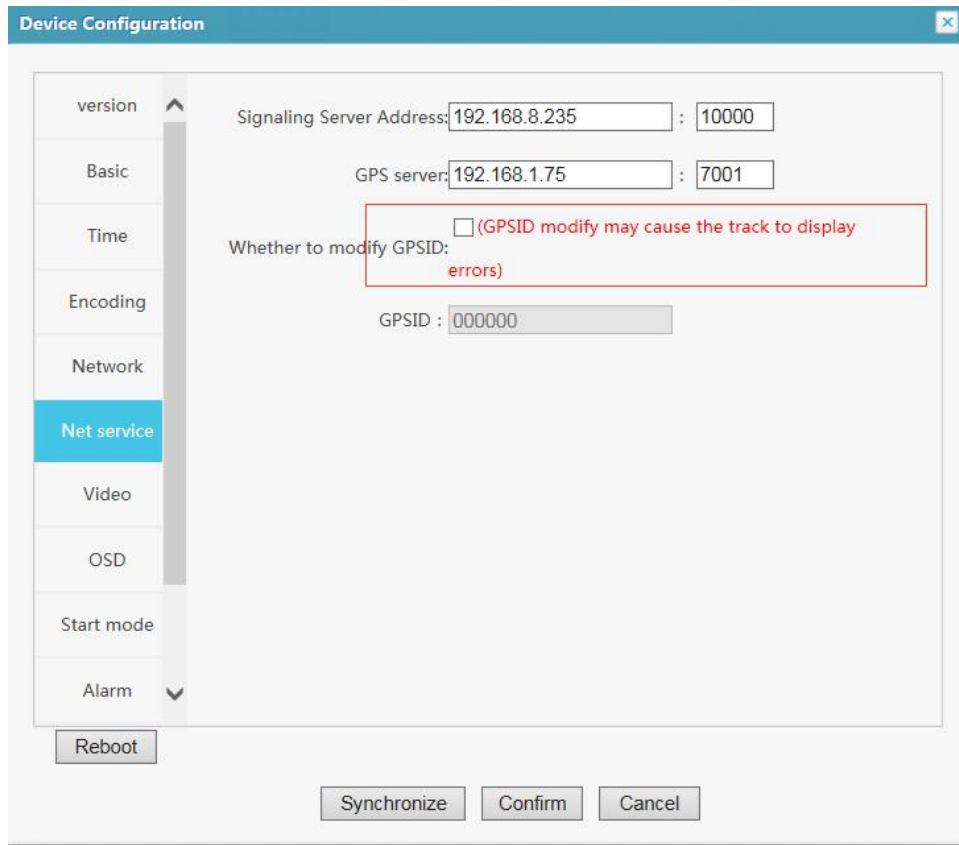 Device Configuration
version
Basic
Time
Encoding
Network
Net service
Video
OSD
Start mode
Alarm
Signaling Server Address: 192.168.8.235 : 10000
GPS server: 192.168.1.75 : 7001
Whether to modify GPSID: (GPSID modify may cause the track to display
errors)
GPSID : 000000
Reboot
Synchronize Confirm Cancel